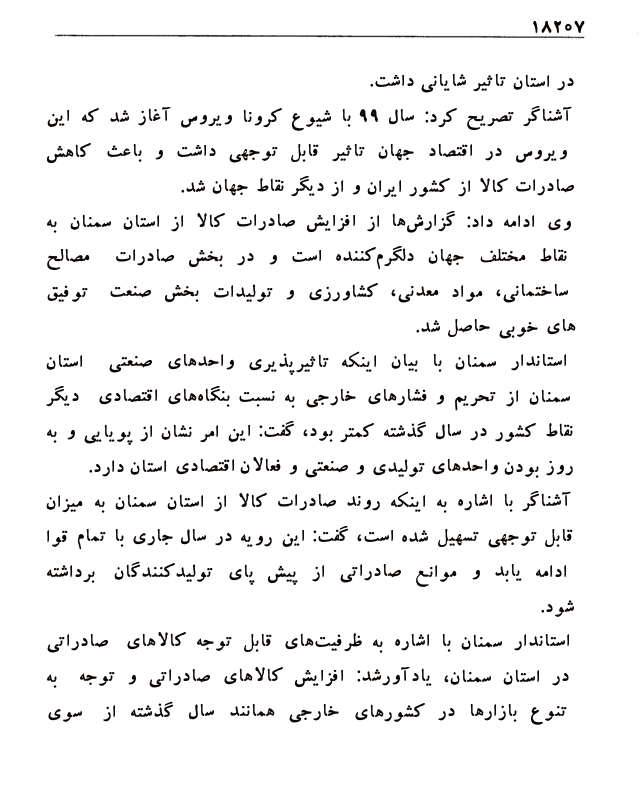 ۱۸۲۰۷
در استان تاثیر شایانی داشت.
آشناگر تصریح کرد: سال ۹۹ با شیوع کرونا ویروس آغاز شد که این
ویروس در اقتصاد جهان تاثیر قابل توجهی داشت و باعث کاهش
صادرات کالا از کشور ایران و از دیگر نقاط جهان شد.
وی ادامه داد: گزارش‌ها از افزایش صادرات کالا از استان سمنان به
نقاط مختلف جهان دلگرم‌کننده است و در بخش صادرات مصالح
ساختمانی، مواد معدنی، کشاورزی و تولیدات بخش صنعت توفیق
های خوبی حاصل شد.
استاندار سمنان با بیان اینکه تاثیرپذیری واحدهای صنعتی استان
سمنان از تحریم و فشارهای خارجی به نسبت بنگاه‌های اقتصادی دیگر
نقاط کشور در سال گذشته کمتر بود، گفت: این امر نشان از پویایی و به
روز بودن واحدهای تولیدی و صنعتی و فعالان اقتصادی استان دارد.
آشناگر با اشاره به اینکه روند صادرات کالا از استان سمنان به میزان
قابل توجهی تسهیل شده است، گفت: این رویه در سال جاری با تمام قوا
ادامه یابد و موانع صادراتی از پیش پای تولیدکنندگان برداشته
شود.
استاندار سمنان با اشاره به ظرفیت‌های قابل توجه کالاهای صادراتی
در استان سمنان، یادآورشد: افزایش کالاهای صادراتی و توجه به
تنوع بازارها در کشورهای خارجی همانند سال گذشته از سوی